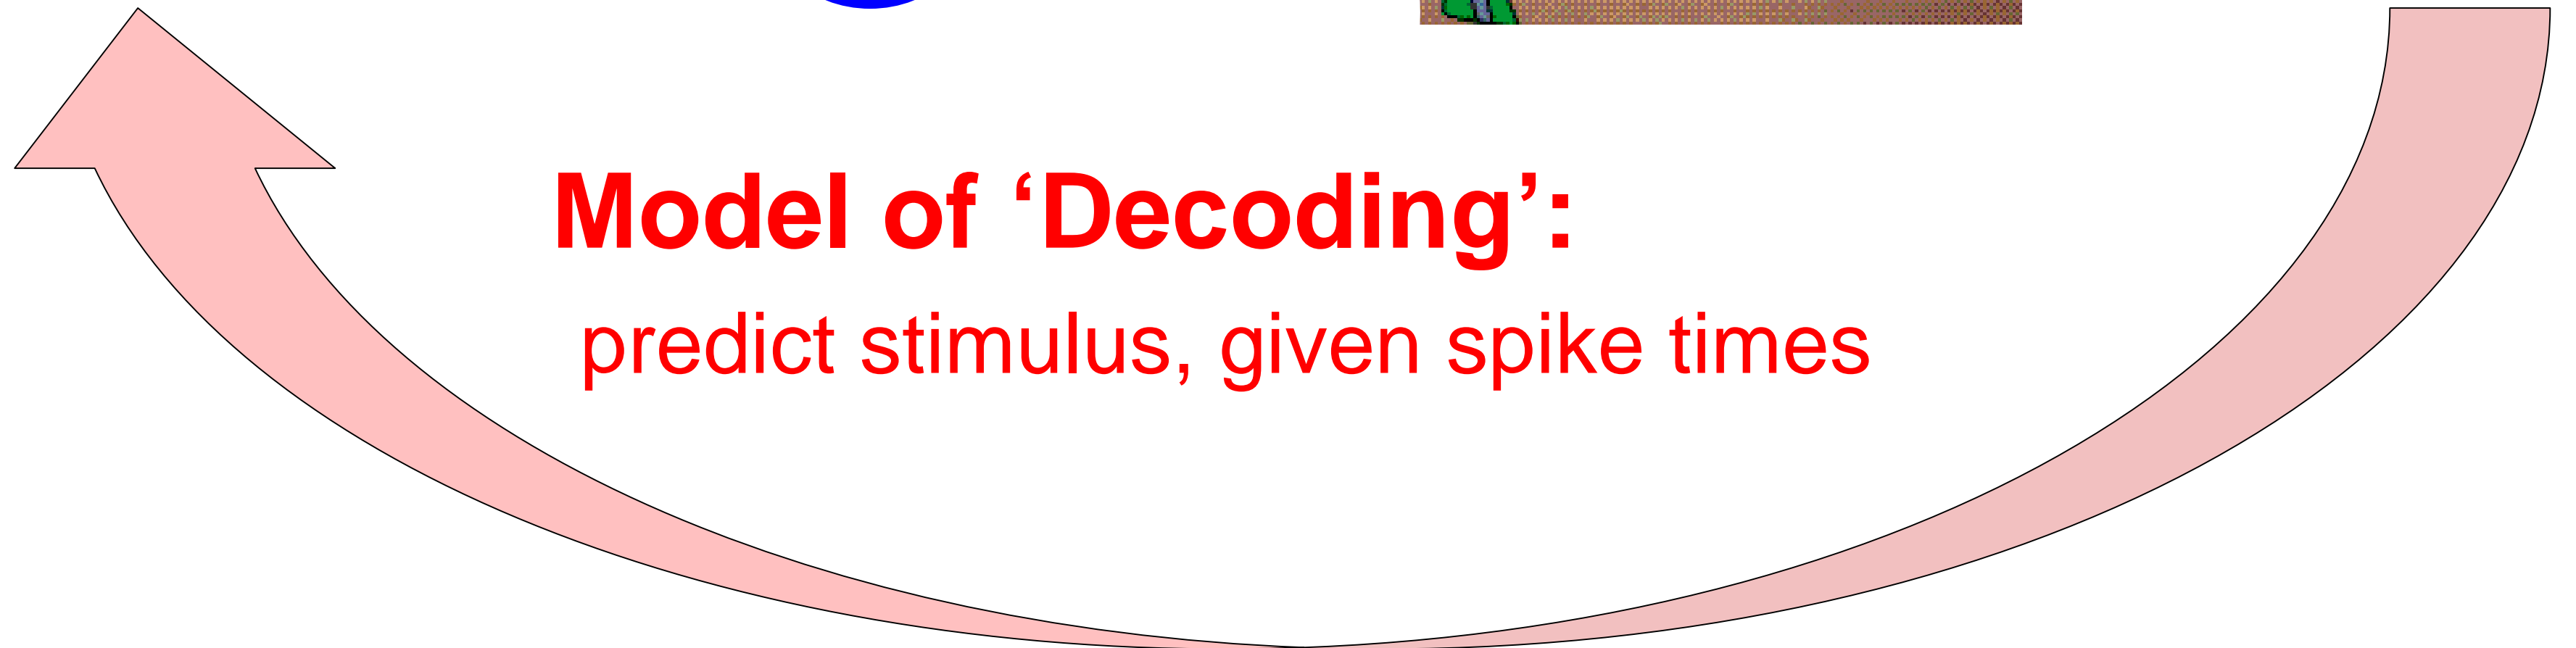 Model of ‘Decoding’:
predict stimulus, given spike times